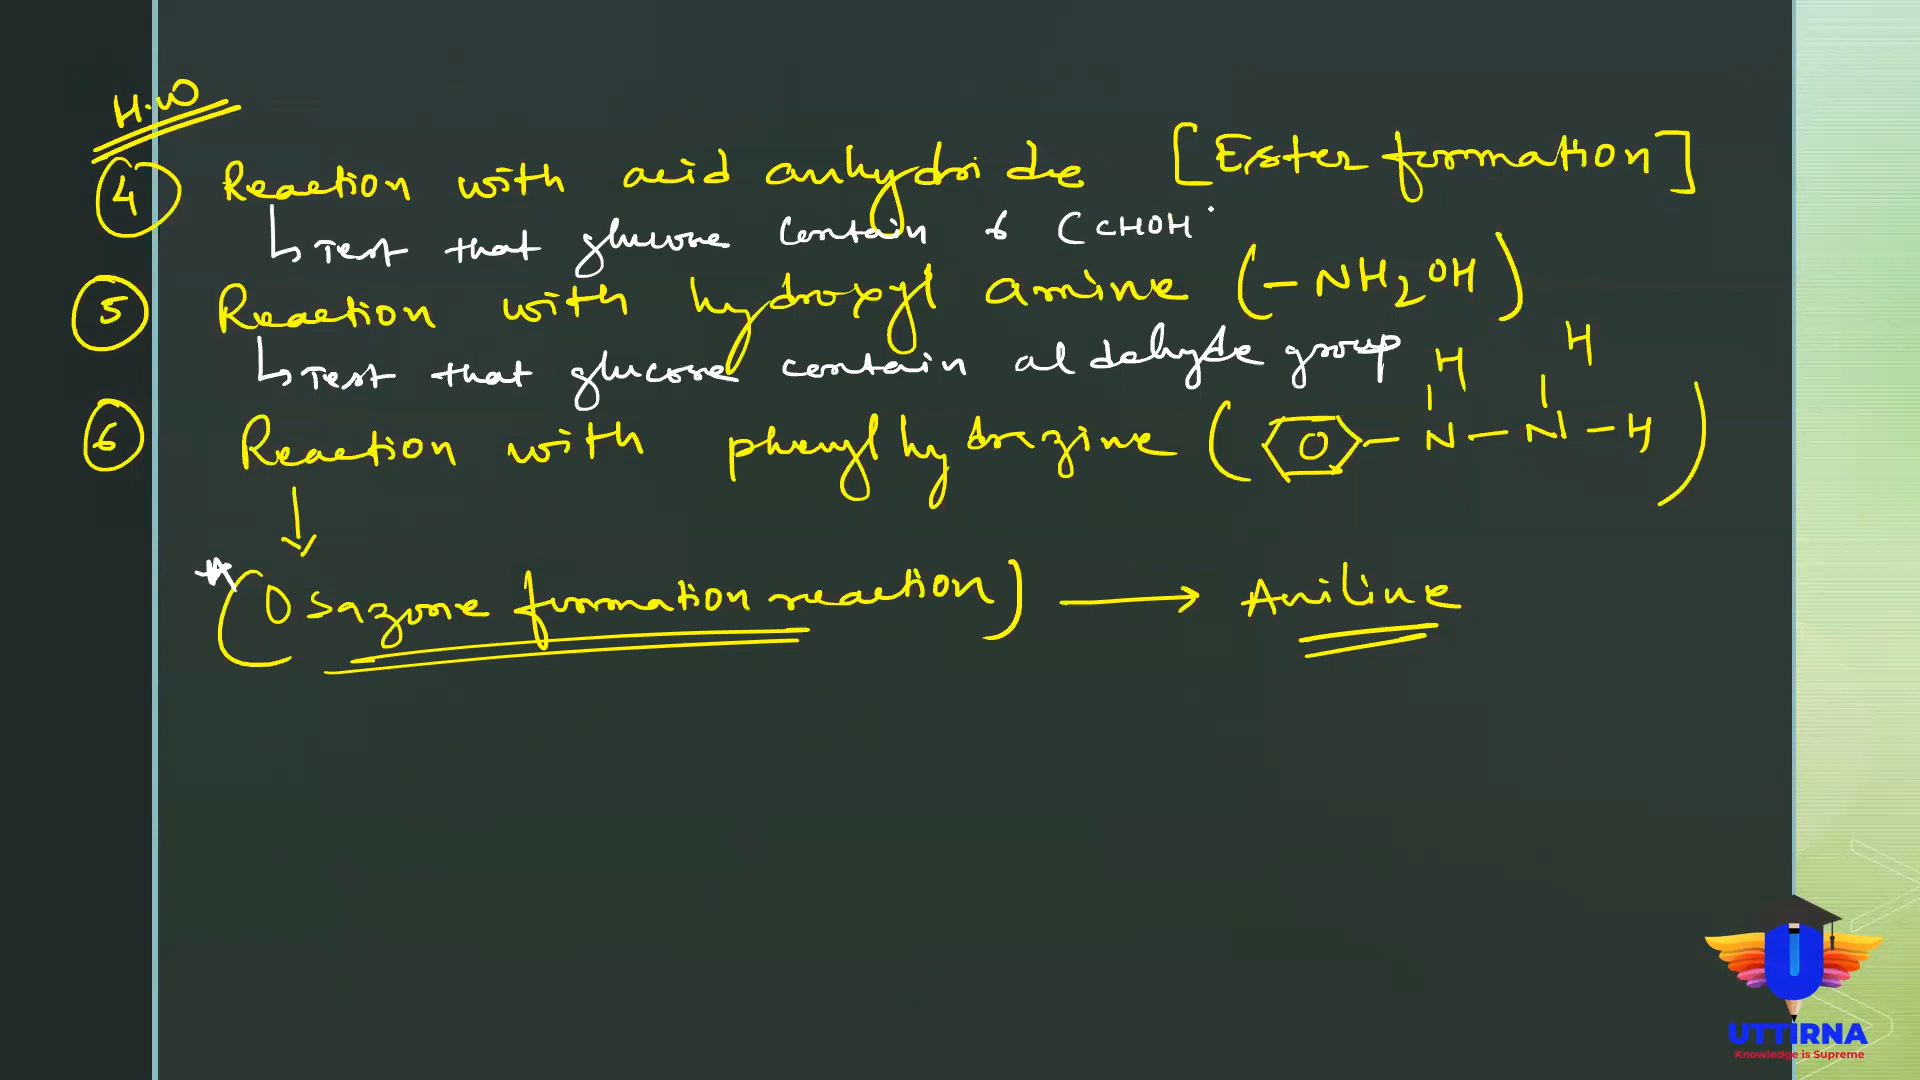 H.W
4 Reaction with acid anhydride [Ester formation]
↳ Test that glucose contain 6 (CHOH
5 Reaction with hydroxyl amine (-NH2OH)
↳ Test that glucose contain aldehyde group
H H
6 Reaction with phenyl hydrazine ( - N - N - H )
↓
* (Osazone formation reaction) → Aniline
UTTIRNA
Knowledge is Supreme